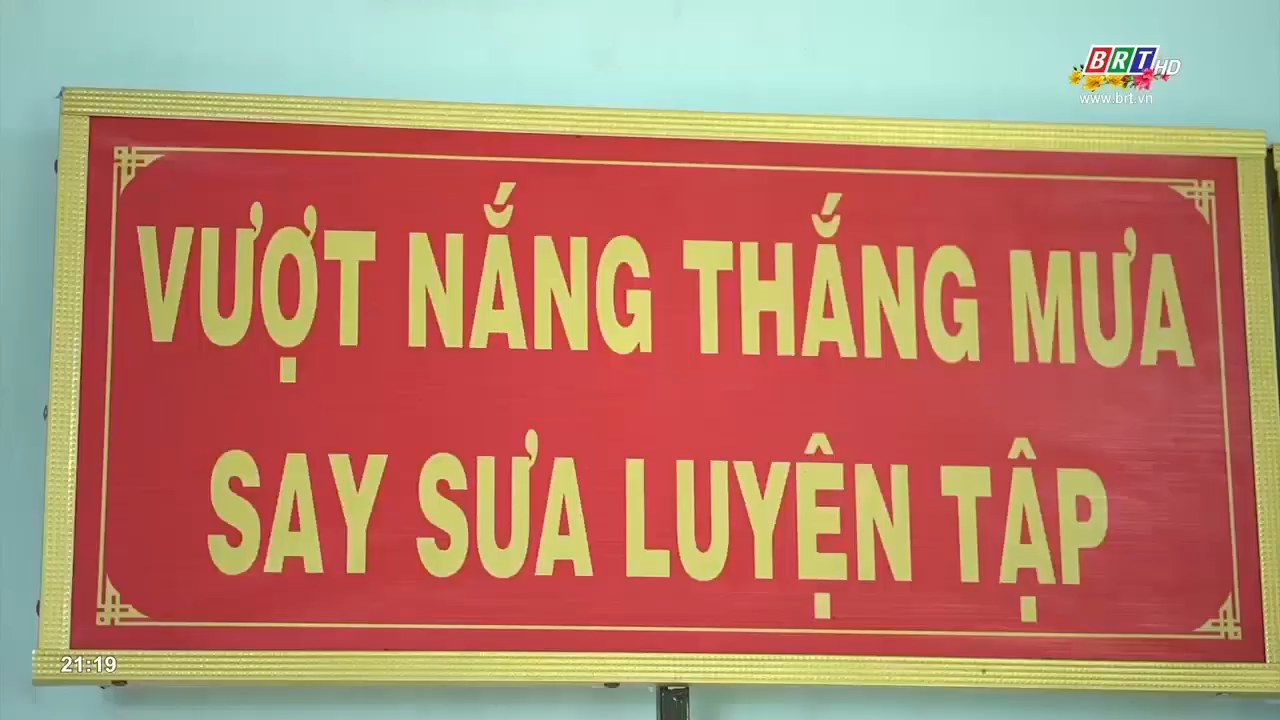 BRT HD
www.brt.vn
VƯỢT NẮNG THẮNG MƯA
SAY SƯA LUYỆN TẬP
21:19